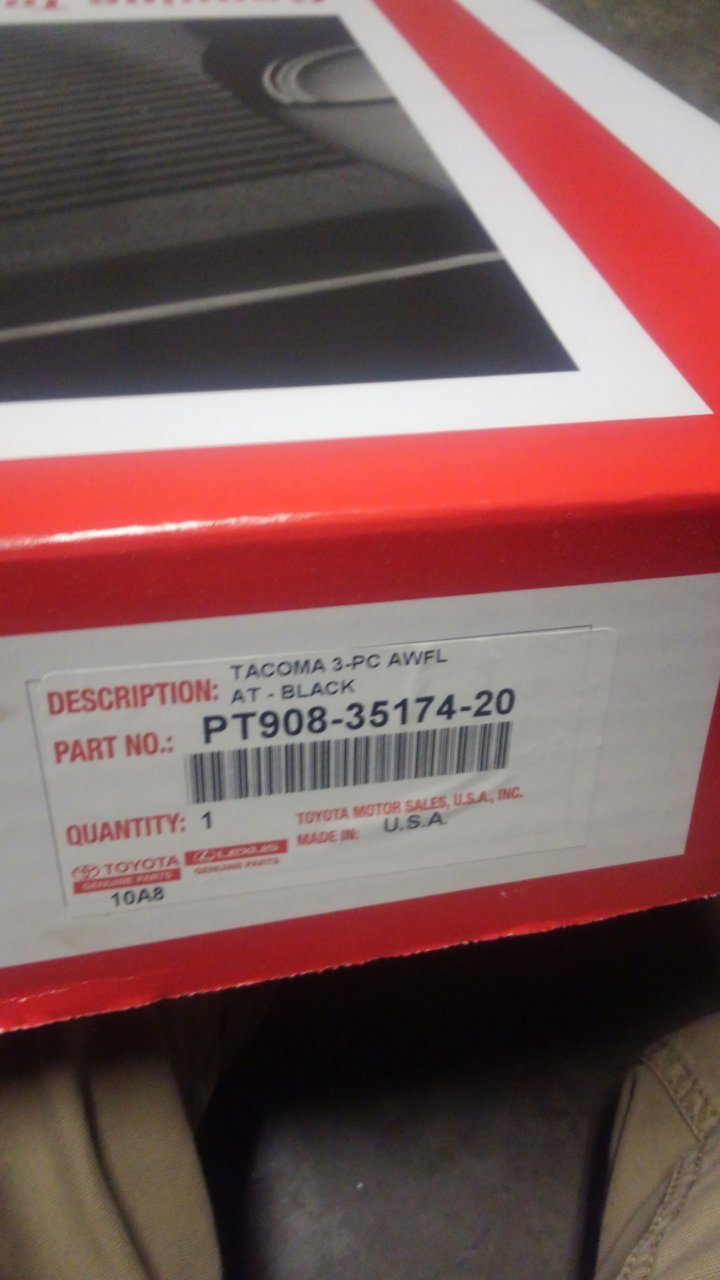 DESCRIPTION: TACOMA 3-PC AWFL
AT - BLACK
PART NO.: PT908-35174-20
QUANTITY: 1
TOYOTA MOTOR SALES, U.S.A., INC.
MADE IN: U.S.A.
TOYOTA
GENUINE PARTS
LEXUS
GENUINE PARTS
10A8